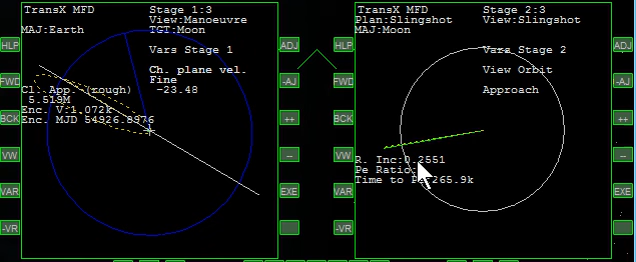 TransX MFD Stage 1:3
View:Manoeuvre
MAJ:Earth TGT:Moon
Vars Stage 1
Ch. plane vel.
Fine
Cl. App. (rough) -23.48
5.519M
Enc. V:1.072k
Enc. MJD 54926.8976
HLP
FWD
BCK
VW
VAR
-VR
ADJ
-AJ
++
--
EXE
TransX MFD Stage 2:3
Plan:Slingshot View:Slingshot
MAJ:Moon
Vars Stage 2
View Orbit
Approach
R. Inc:0.2551
Pe Ratio:
Time to 265.9k
HLP
FWD
BCK
VW
VAR
-VR
ADJ
-AJ
++
--
EXE